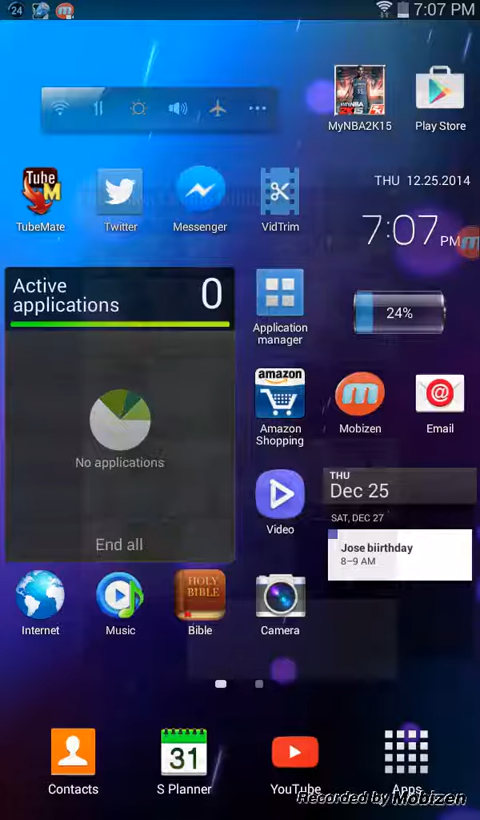 24
7:07 PM
MyNBA2K15
Play Store
TubeMate
Twitter
Messenger
VidTrim
THU 12.25.2014
7:07 PM
Active
applications
0
Application
manager
24%
No applications
End all
amazon
Amazon
Shopping
Mobizen
Email
Video
THU
Dec 25
SAT, DEC 27
Jose biirthday
8–9 AM
HOLY
BIBLE
Internet
Music
Bible
Camera
31
Contacts
S Planner
YouTube
Apps
Recorded by Mobizen